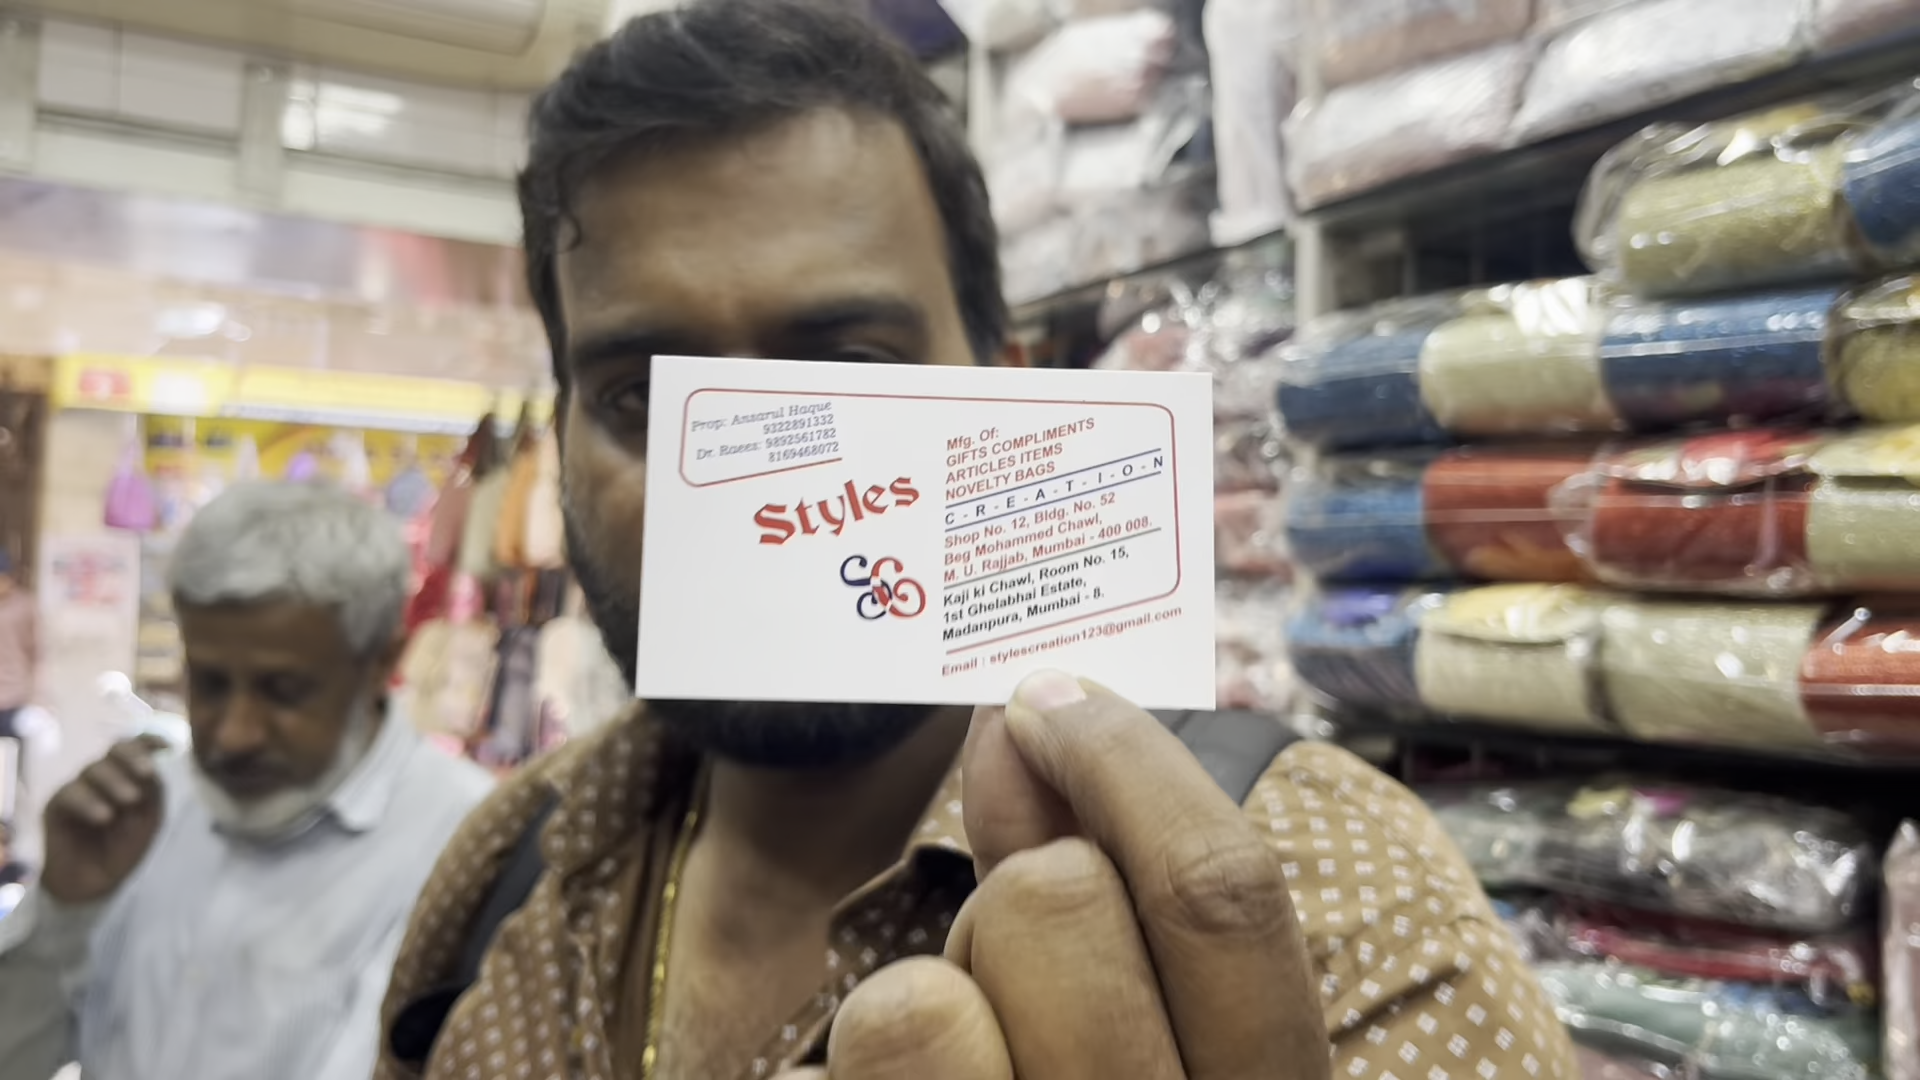 Prop: Ansarul Haque
9322891332
Dr. Raees: 9892561782
8169468072
Styles
Mfg. Of:
GIFTS COMPLIMENTS
ARTICLES ITEMS
NOVELTY BAGS
C - R - E - A - T - I - O - N
Shop No. 12, Bldg. No. 52
Beg Mohammed Chawl,
M. U. Rajjab, Mumbai - 400 008.
Kaji ki Chawl, Room No. 15,
1st Ghelabhai Estate,
Madanpura, Mumbai - 8.
Email : stylescreation123@gmail.com